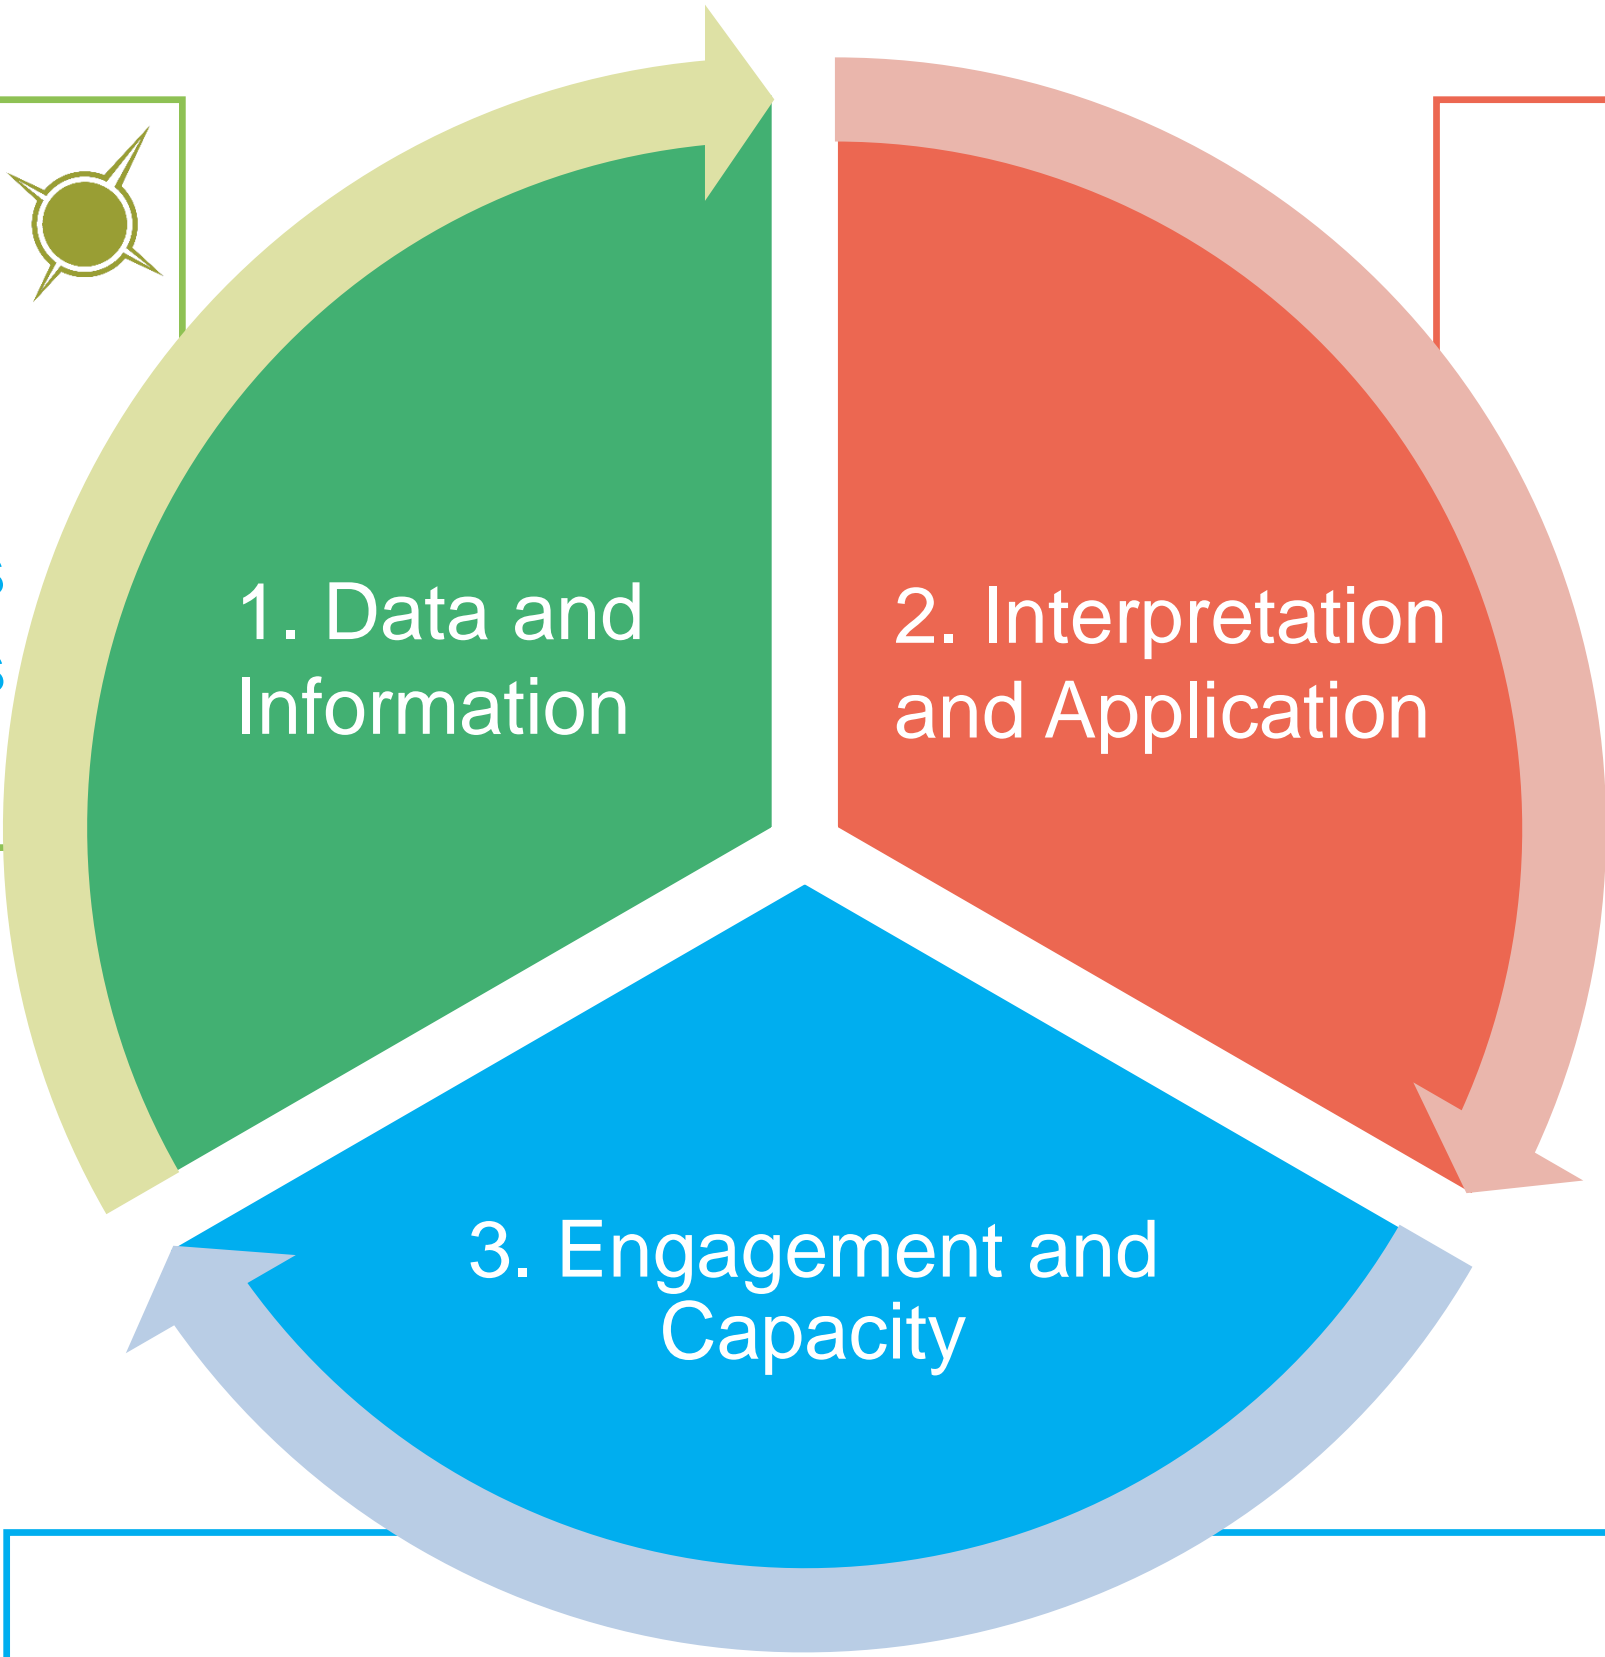 1. Data and
Information
2. Interpretation
and Application
3. Engagement and
Capacity